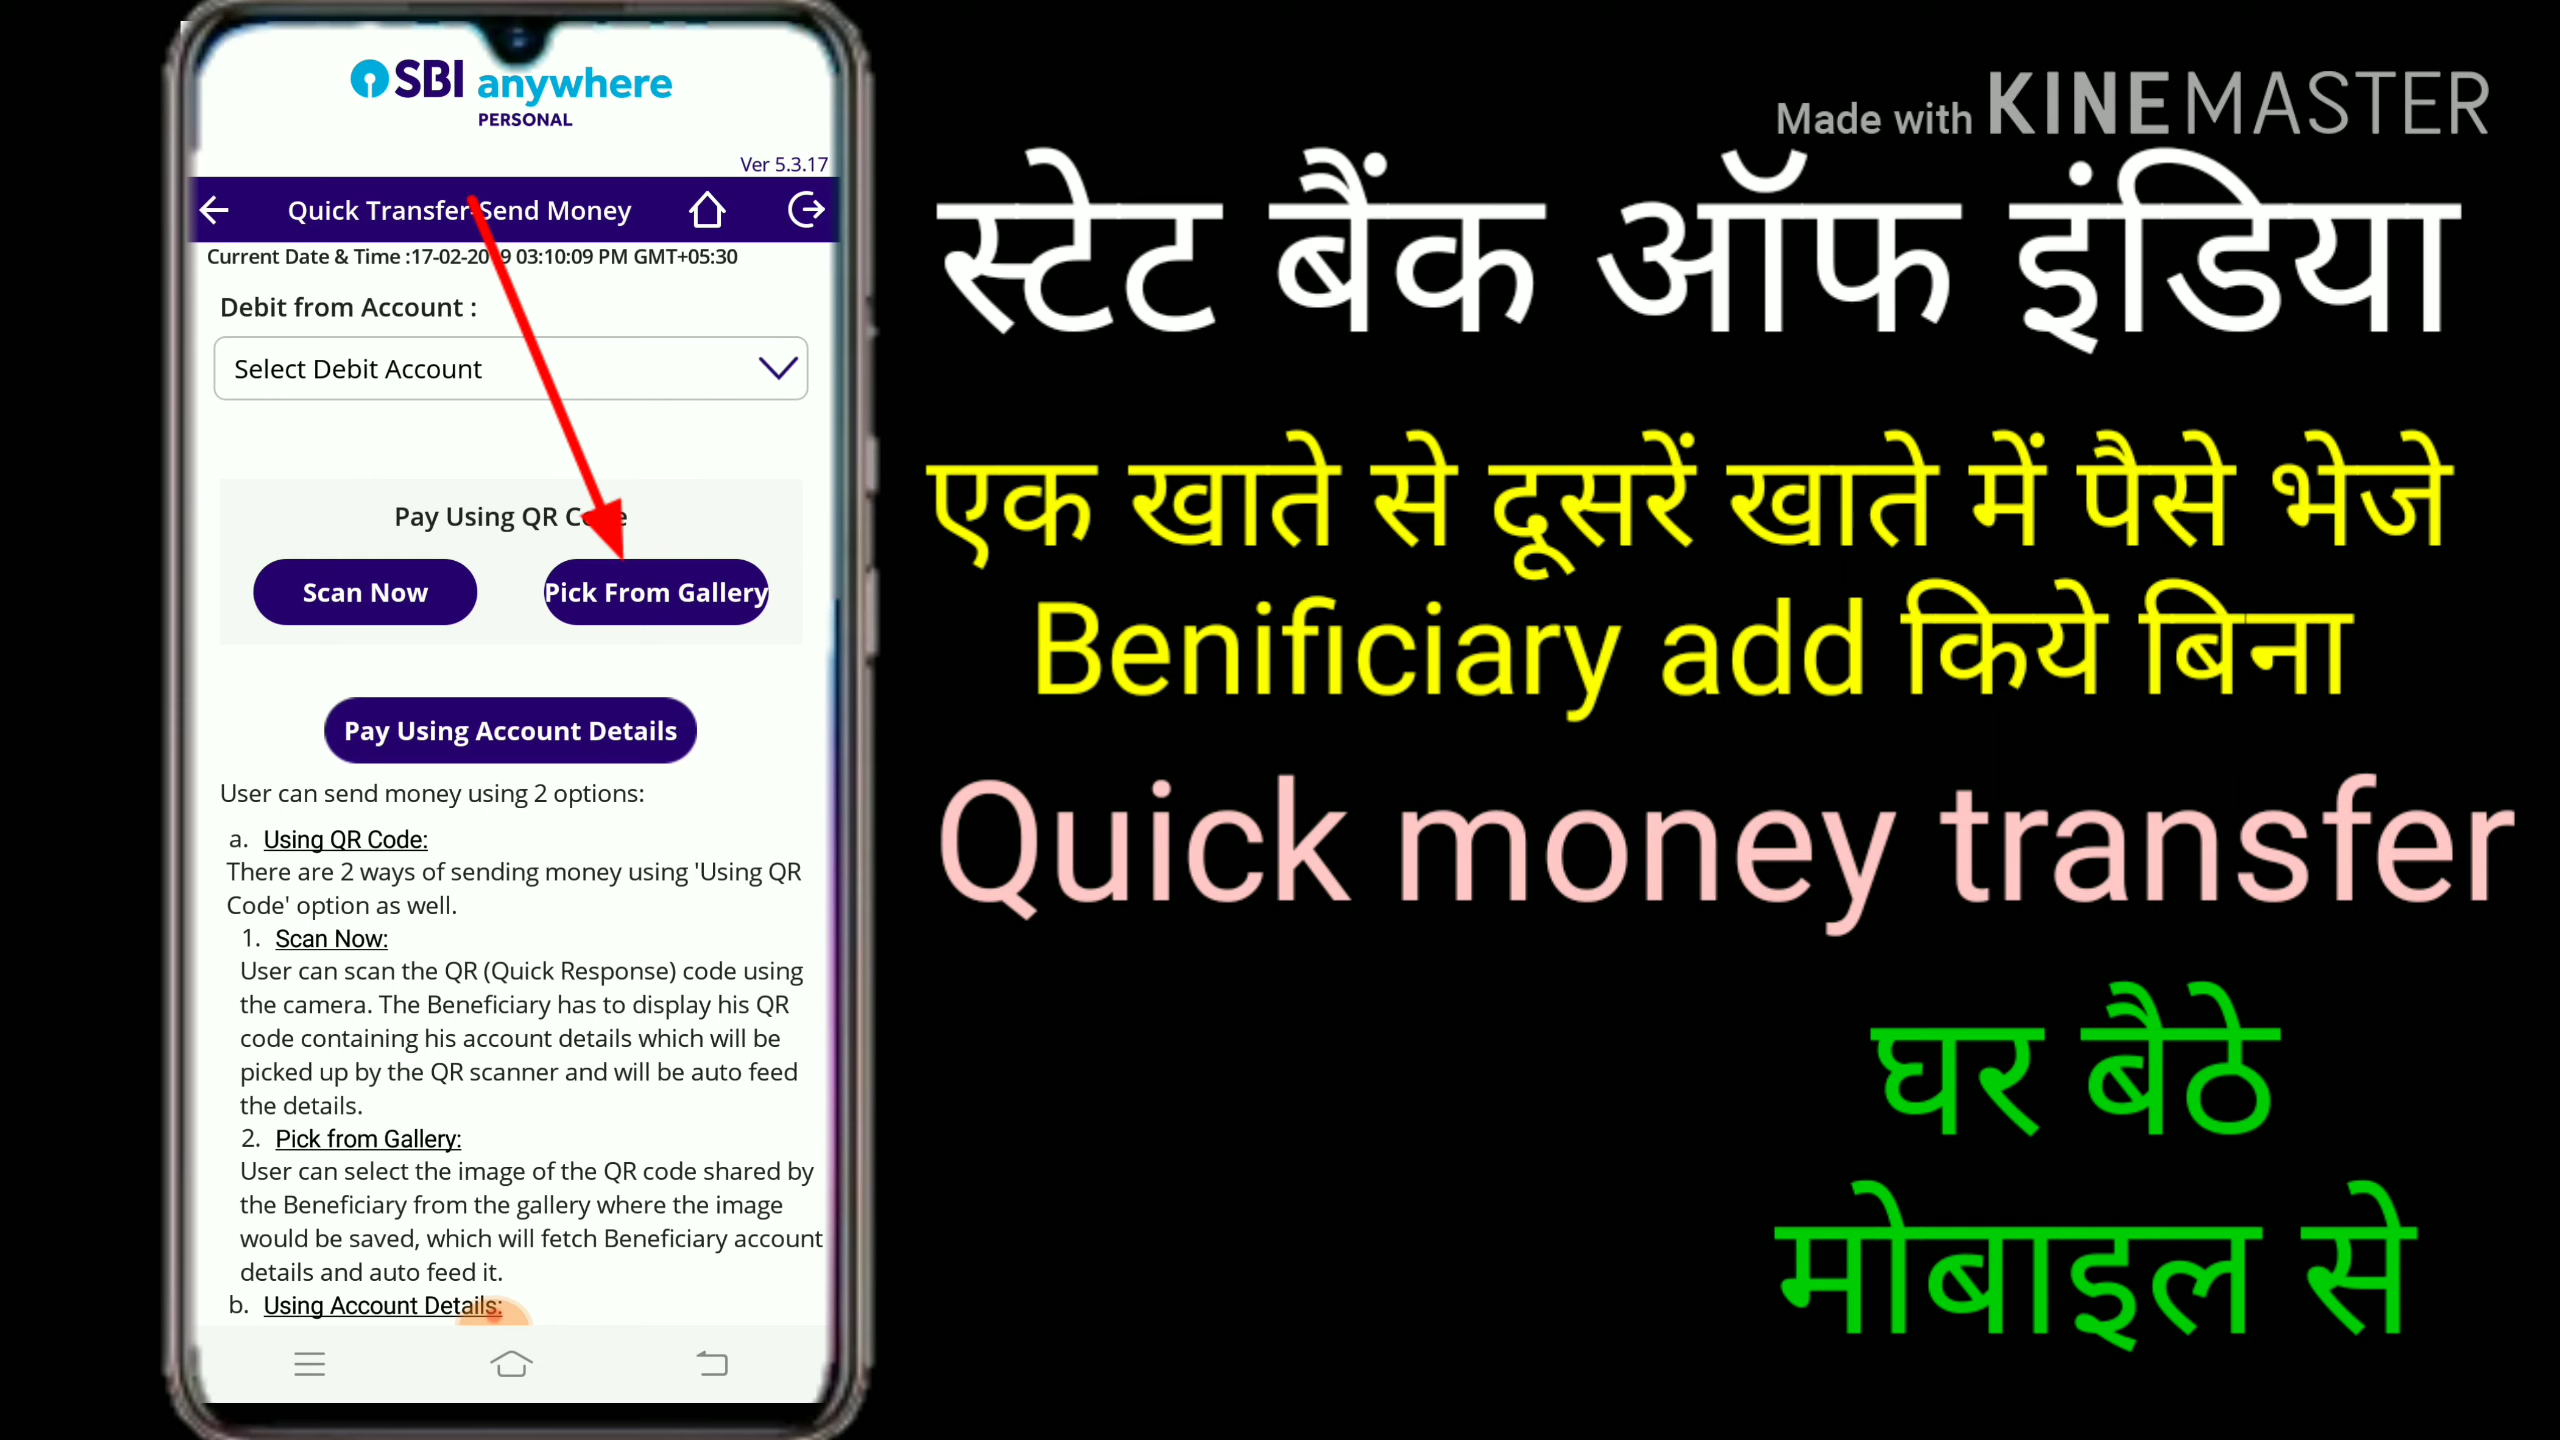 SBI anywhere
PERSONAL
Ver 5.3.17
Quick Transfer-Send Money
Current Date & Time :17-02-2019 03:10:09 PM GMT+05:30
Debit from Account :
Select Debit Account
Pay Using QR Code
Scan Now
Pick From Gallery
Pay Using Account Details
User can send money using 2 options:
a. Using QR Code:
There are 2 ways of sending money using 'Using QR
Code' option as well.
1. Scan Now:
User can scan the QR (Quick Response) code using
the camera. The Beneficiary has to display his QR
code containing his account details which will be
picked up by the QR scanner and will be auto feed
the details.
2. Pick from Gallery:
User can select the image of the QR code shared by
the Beneficiary from the gallery where the image
would be saved, which will fetch Beneficiary account
details and auto feed it.
b. Using Account Details:
Made with KINEMASTER
स्टेट बैंक ऑफ इंडिया
एक खाते से दूसरें खाते में पैसे भेजे
Benificiary add किये बिना
Quick money transfer
घर बैठे
मोबाइल से